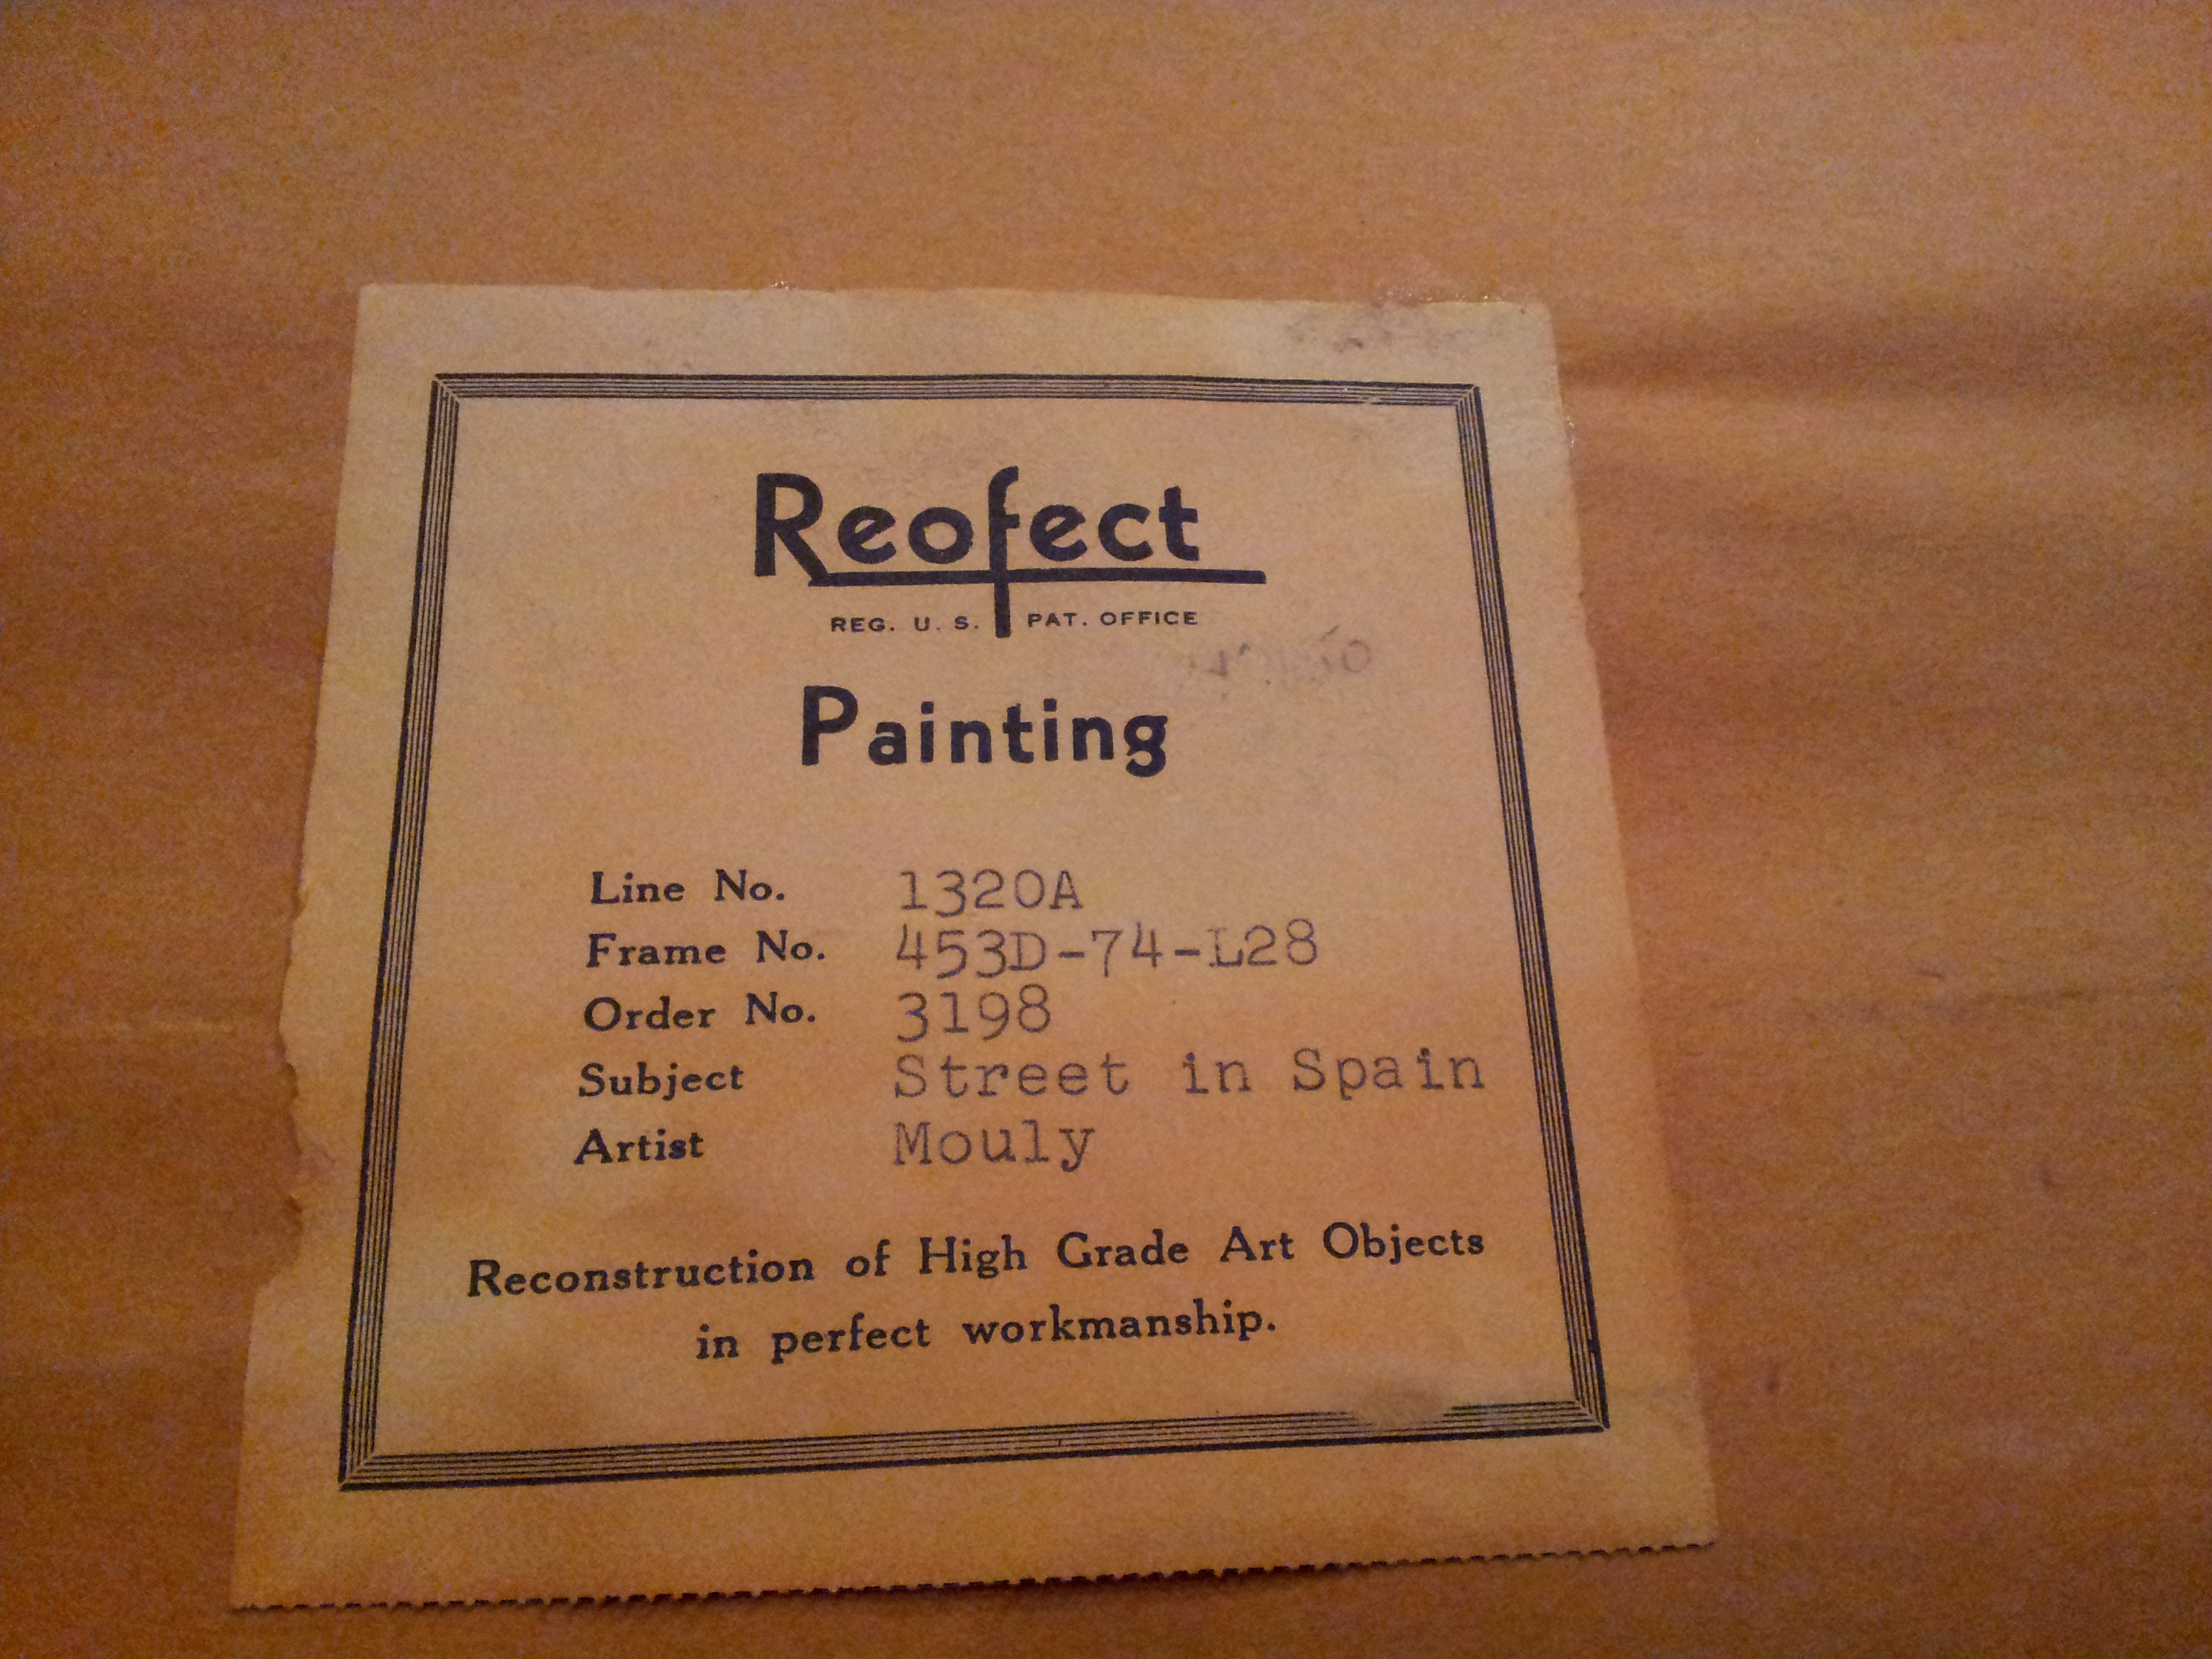 Reofect
REG. U. S. PAT. OFFICE
Painting
Line No. 1320A
Frame No. 453D-74-L28
Order No. 3198
Subject Street in Spain
Artist Mouly
Reconstruction of High Grade Art Objects
in perfect workmanship.